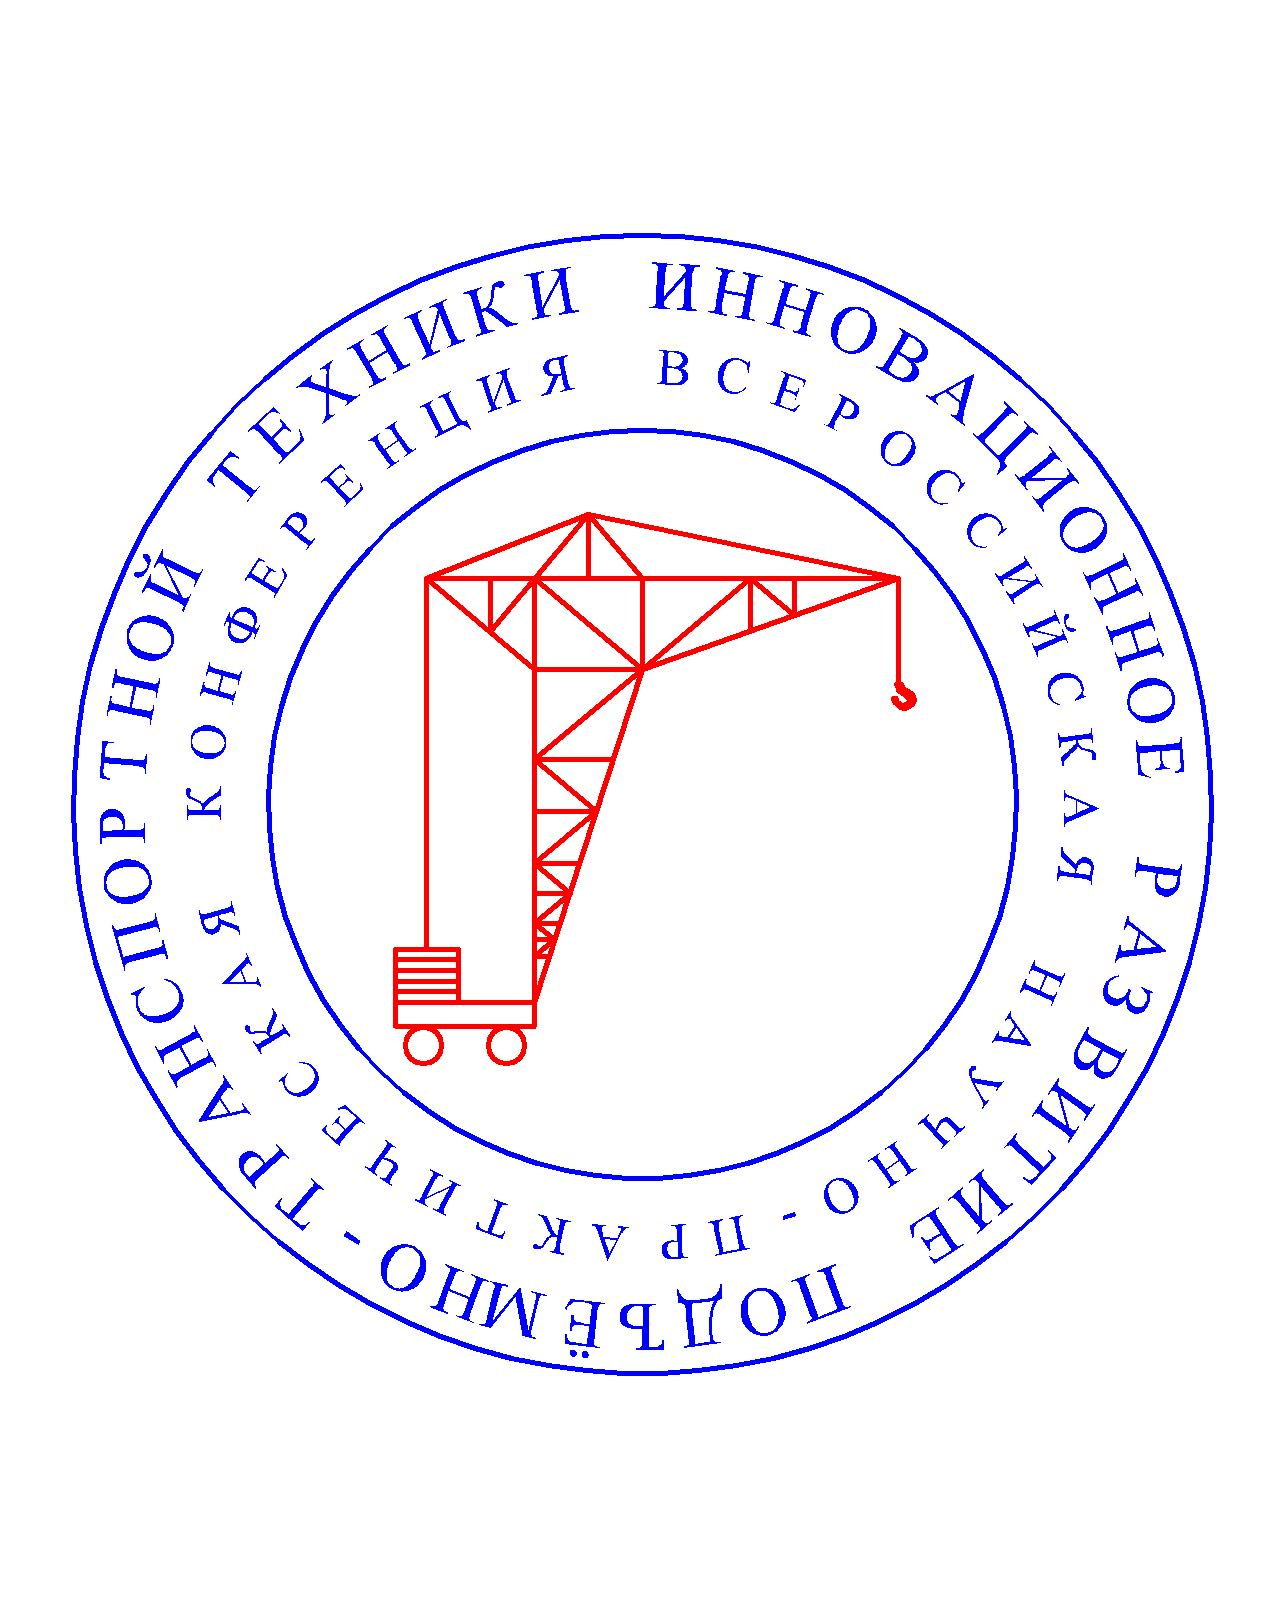 ИННОВАЦИОННОЕ РАЗВИТИЕ ПОДЪЁМНО-ТРАНСПОРТНОЙ ТЕХНИКИ
ВСЕРОССИЙСКАЯ НАУЧНО-ПРАКТИЧЕСКАЯ КОНФЕРЕНЦИЯ